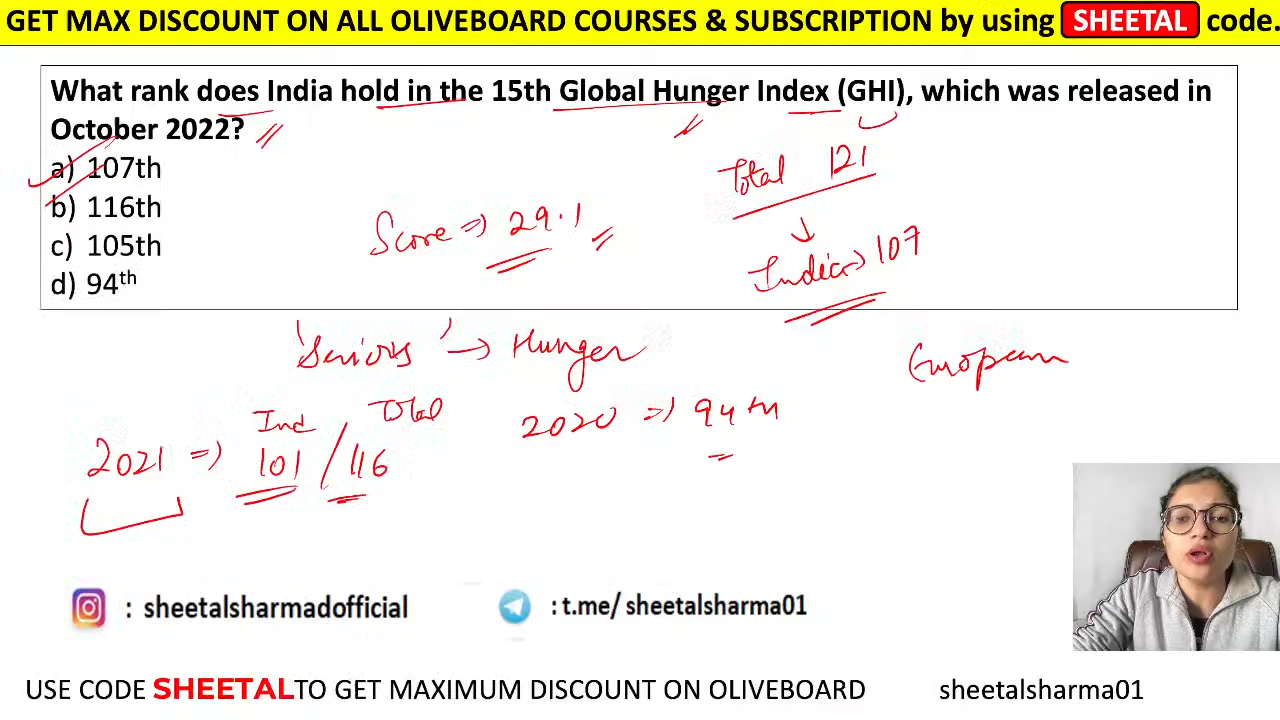 GET MAX DISCOUNT ON ALL OLIVEBOARD COURSES & SUBSCRIPTION by using SHEETAL code.
What rank does India hold in the 15th Global Hunger Index (GHI), which was released in
October 2022?
a) 107th
b) 116th
c) 105th
d) 94th
Total 121
Score => 29.1
India => 107
'Serious' → Hunger
European
Ind Total
2020 => 94th
2021 => 101 / 116
: sheetalsharmadofficial
: t.me/ sheetalsharma01
USE CODE SHEETAL TO GET MAXIMUM DISCOUNT ON OLIVEBOARD
sheetalsharma01